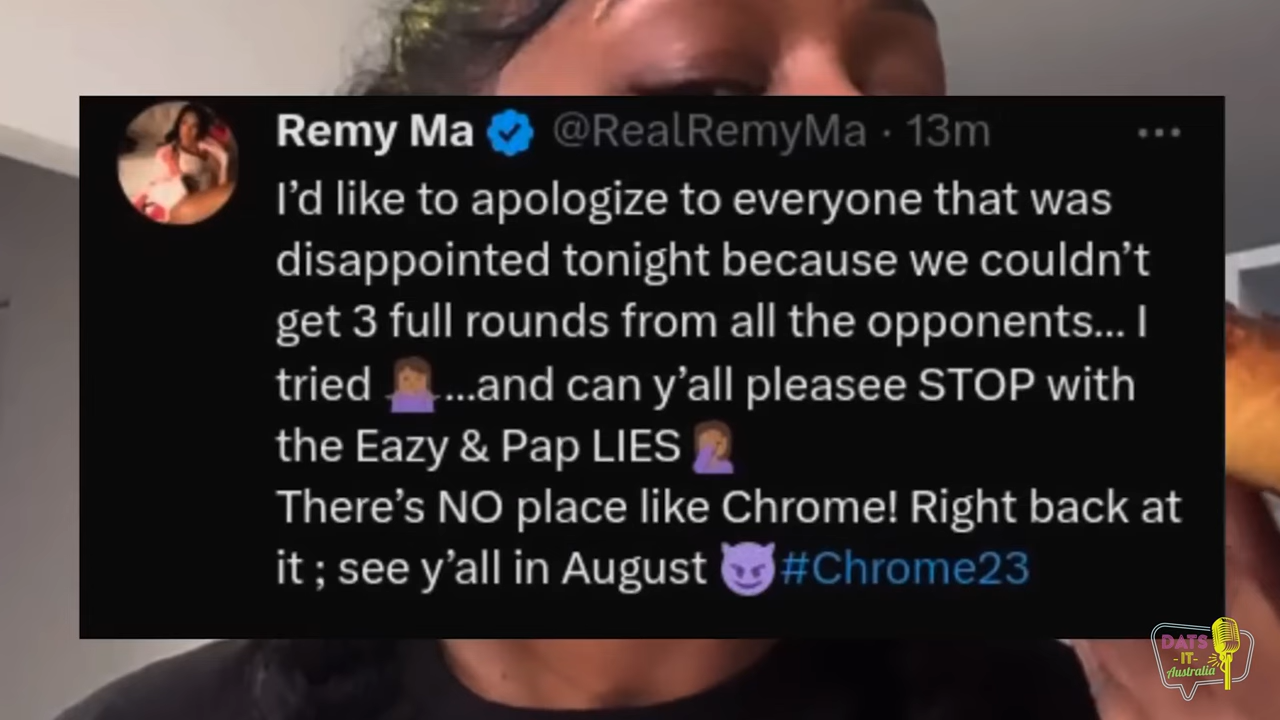 Remy Ma @RealRemyMa · 13m ...
I’d like to apologize to everyone that was
disappointed tonight because we couldn’t
get 3 full rounds from all the opponents... I
tried 🤷🏽‍♀️...and can y’all pleasee STOP with
the Eazy & Pap LIES 🤦🏽‍♀️
There’s NO place like Chrome! Right back at
it ; see y’all in August 😈#Chrome23
DATS
-IT-
Australia